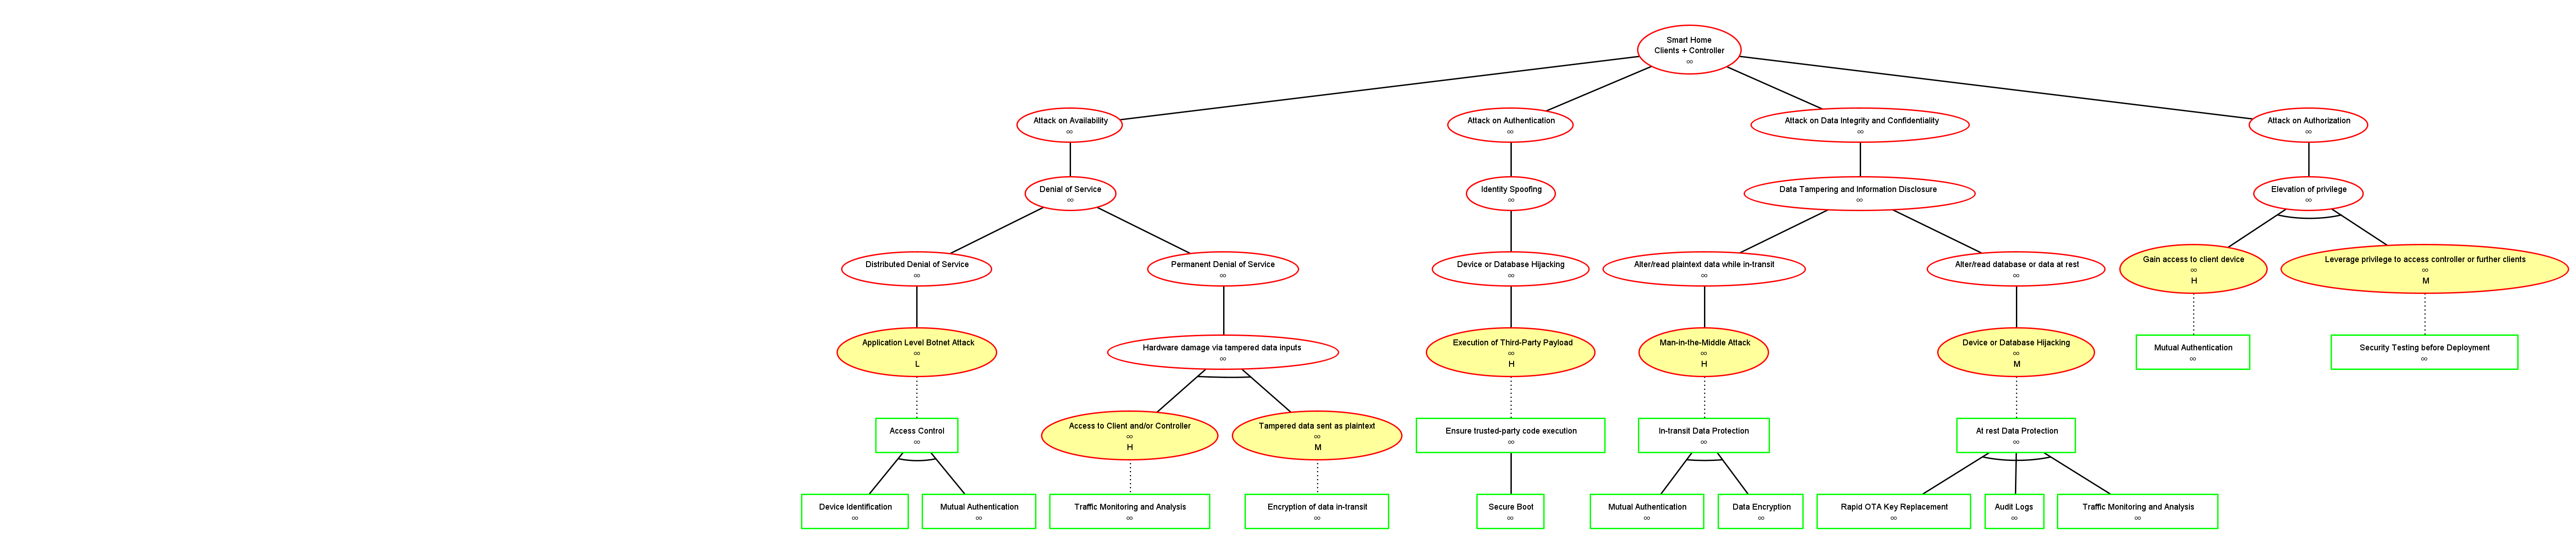 Smart Home
Clients + Controller
∞
Attack on Availability
∞
Attack on Authentication
∞
Attack on Data Integrity and Confidentiality
∞
Attack on Authorization
∞
Denial of Service
∞
Identity Spoofing
∞
Data Tampering and Information Disclosure
∞
Elevation of privilege
∞
Distributed Denial of Service
∞
Permanent Denial of Service
∞
Device or Database Hijacking
∞
Alter/read plaintext data while in-transit
∞
Alter/read database or data at rest
∞
Gain access to client device
∞
H
Leverage privilege to access controller or further clients
∞
M
Application Level Botnet Attack
∞
L
Hardware damage via tampered data inputs
∞
Execution of Third-Party Payload
∞
H
Man-in-the-Middle Attack
∞
H
Device or Database Hijacking
∞
M
Mutual Authentication
∞
Security Testing before Deployment
∞
Access Control
∞
Access to Client and/or Controller
∞
H
Tampered data sent as plaintext
∞
M
Ensure trusted-party code execution
∞
In-transit Data Protection
∞
At rest Data Protection
∞
Device Identification
∞
Mutual Authentication
∞
Traffic Monitoring and Analysis
∞
Encryption of data in-transit
∞
Secure Boot
∞
Mutual Authentication
∞
Data Encryption
∞
Rapid OTA Key Replacement
∞
Audit Logs
∞
Traffic Monitoring and Analysis
∞